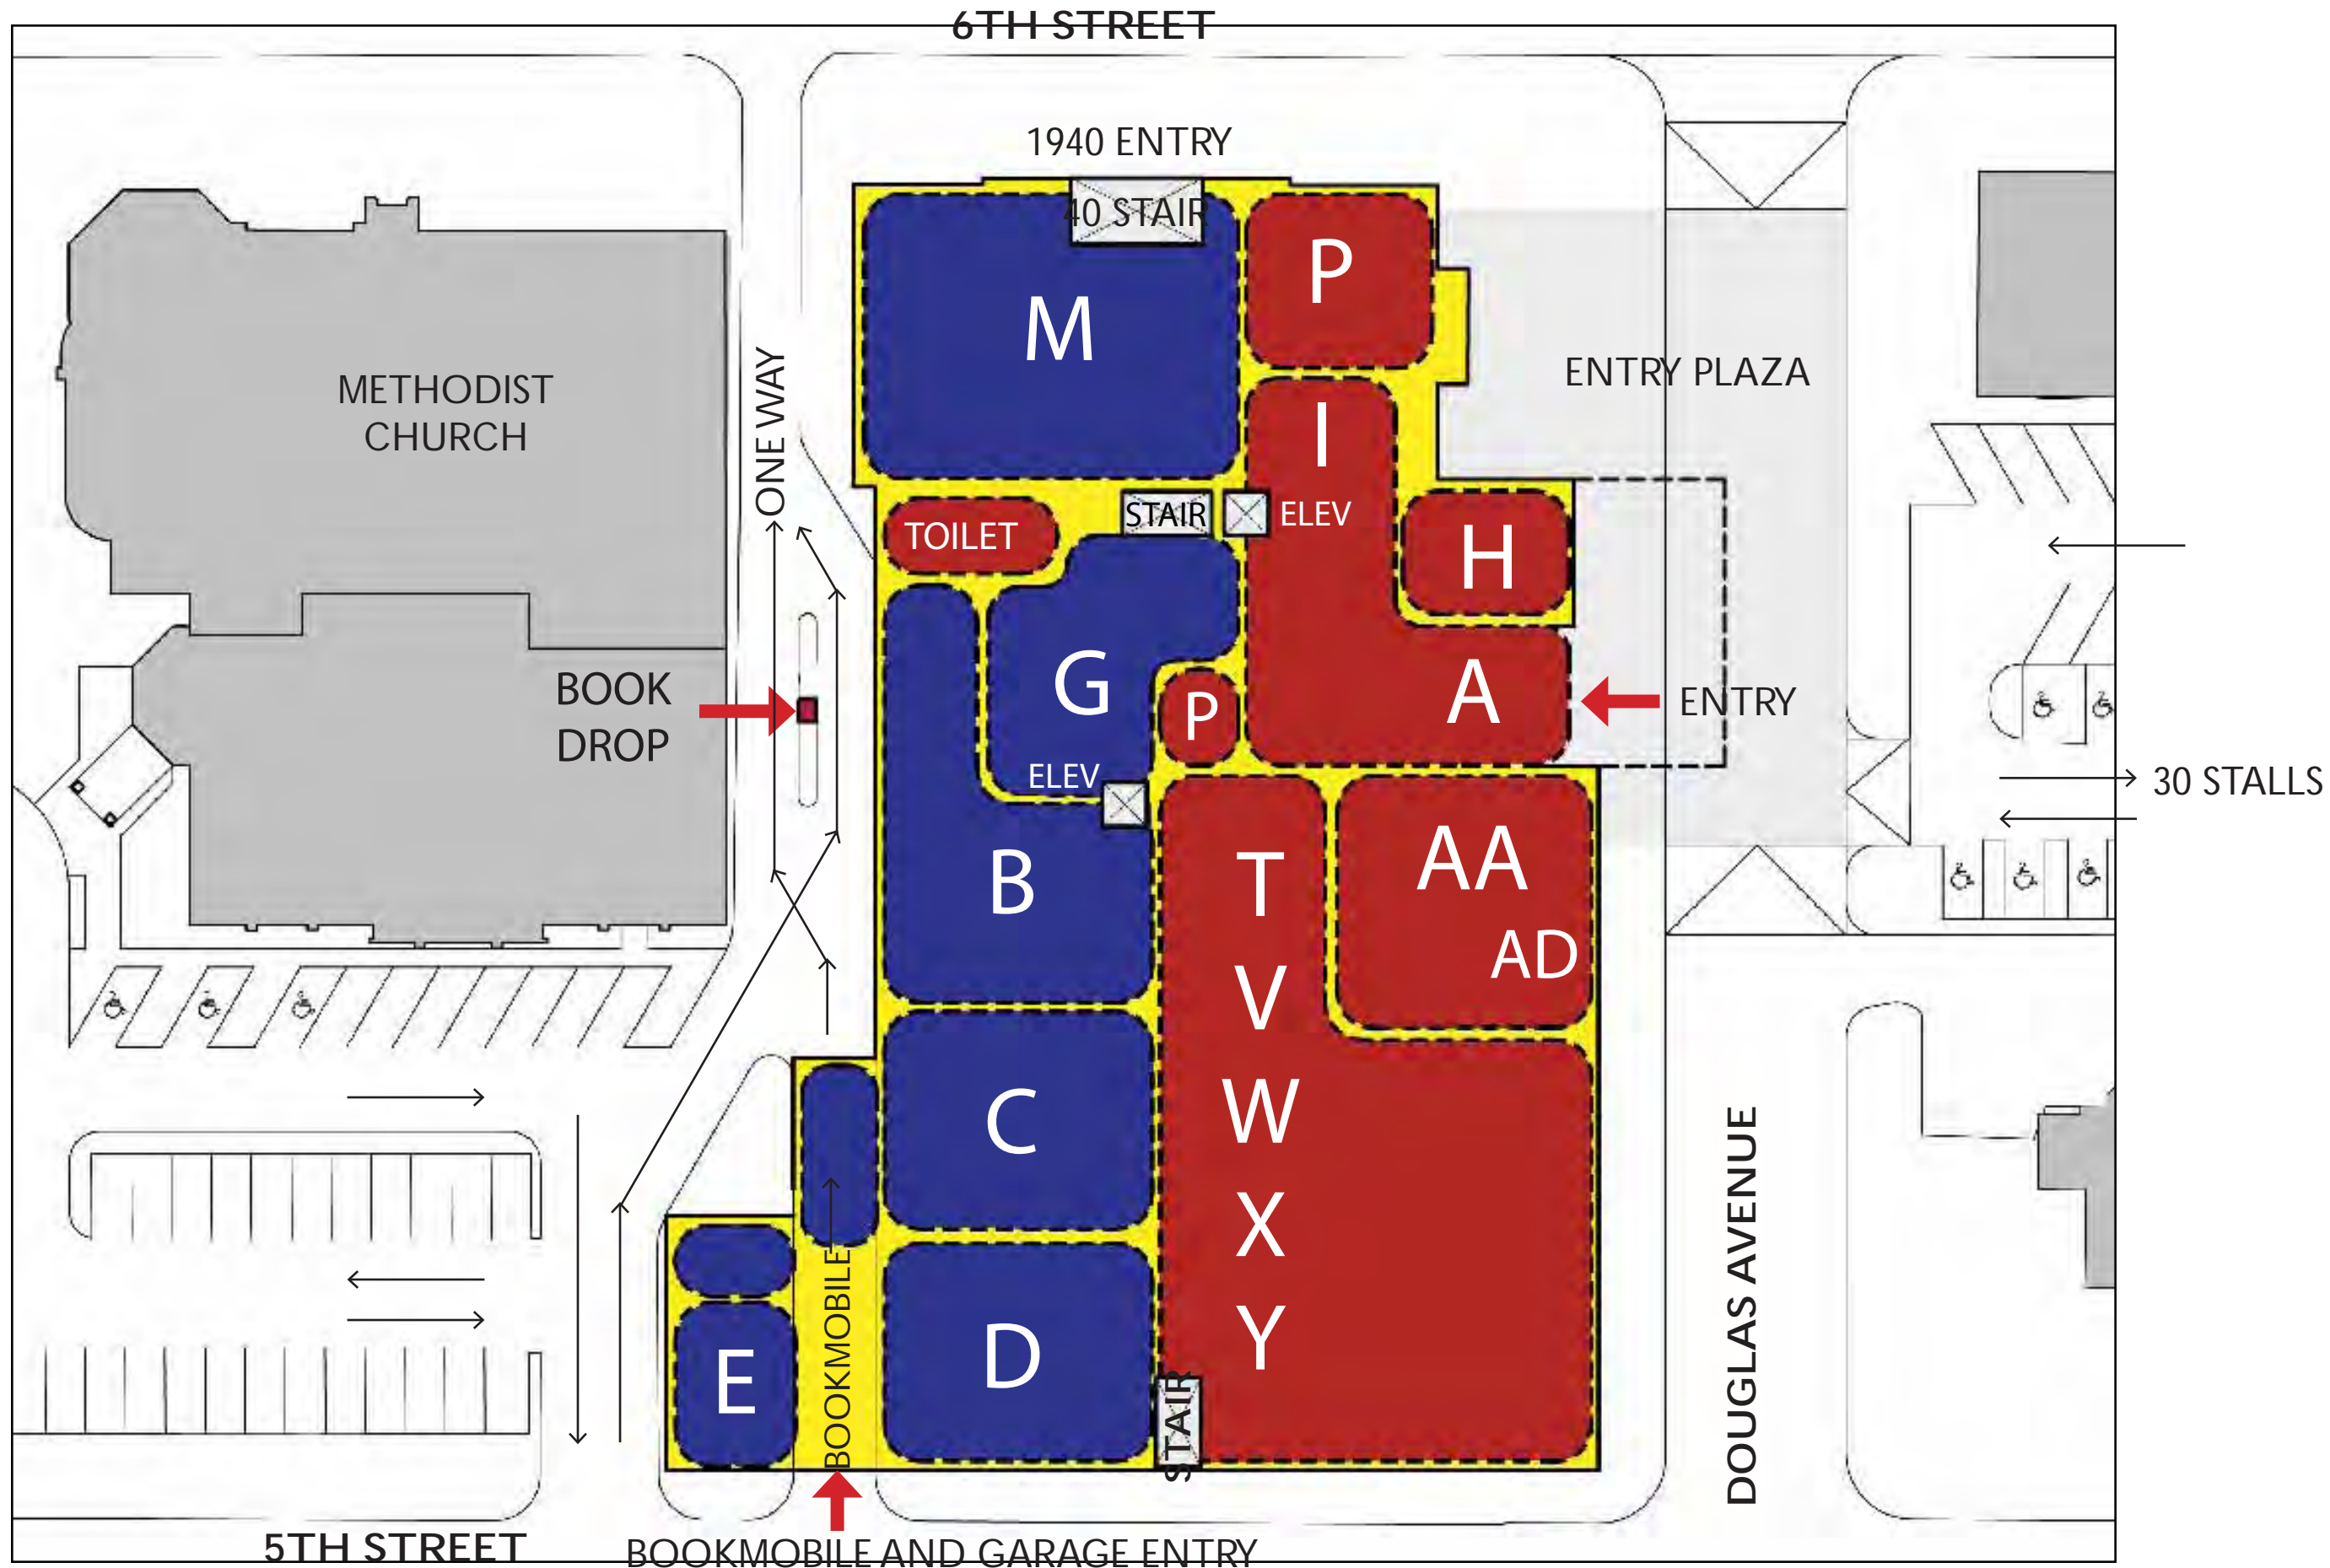 6TH STREET
1940 ENTRY
40 STAIR
P
M
ENTRY PLAZA
METHODIST
CHURCH
ONE WAY
I
STAIR
ELEV
TOILET
H
BOOK
DROP
G
P
A
ENTRY
ELEV
30 STALLS
B
T
AA
AD
V
C
W
X
DOUGLAS AVENUE
E
BOOKMOBILE
D
Y
STAIR
5TH STREET
BOOKMOBILE AND GARAGE ENTRY